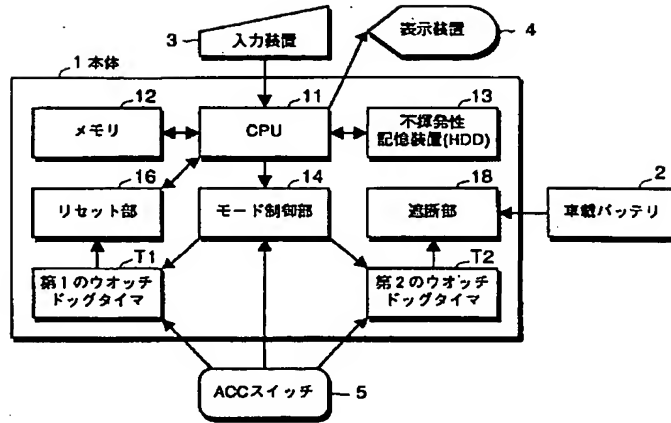 3
入力装置
表示装置
4
1 本体
12
メモリ
11
CPU
13
不揮発性
記憶装置(HDD)
16
リセット部
14
モード制御部
18
遮断部
2
車載バッテリ
T1
第1のウオッチ
ドッグタイマ
T2
第2のウオッチ
ドッグタイマ
ACCスイッチ
5